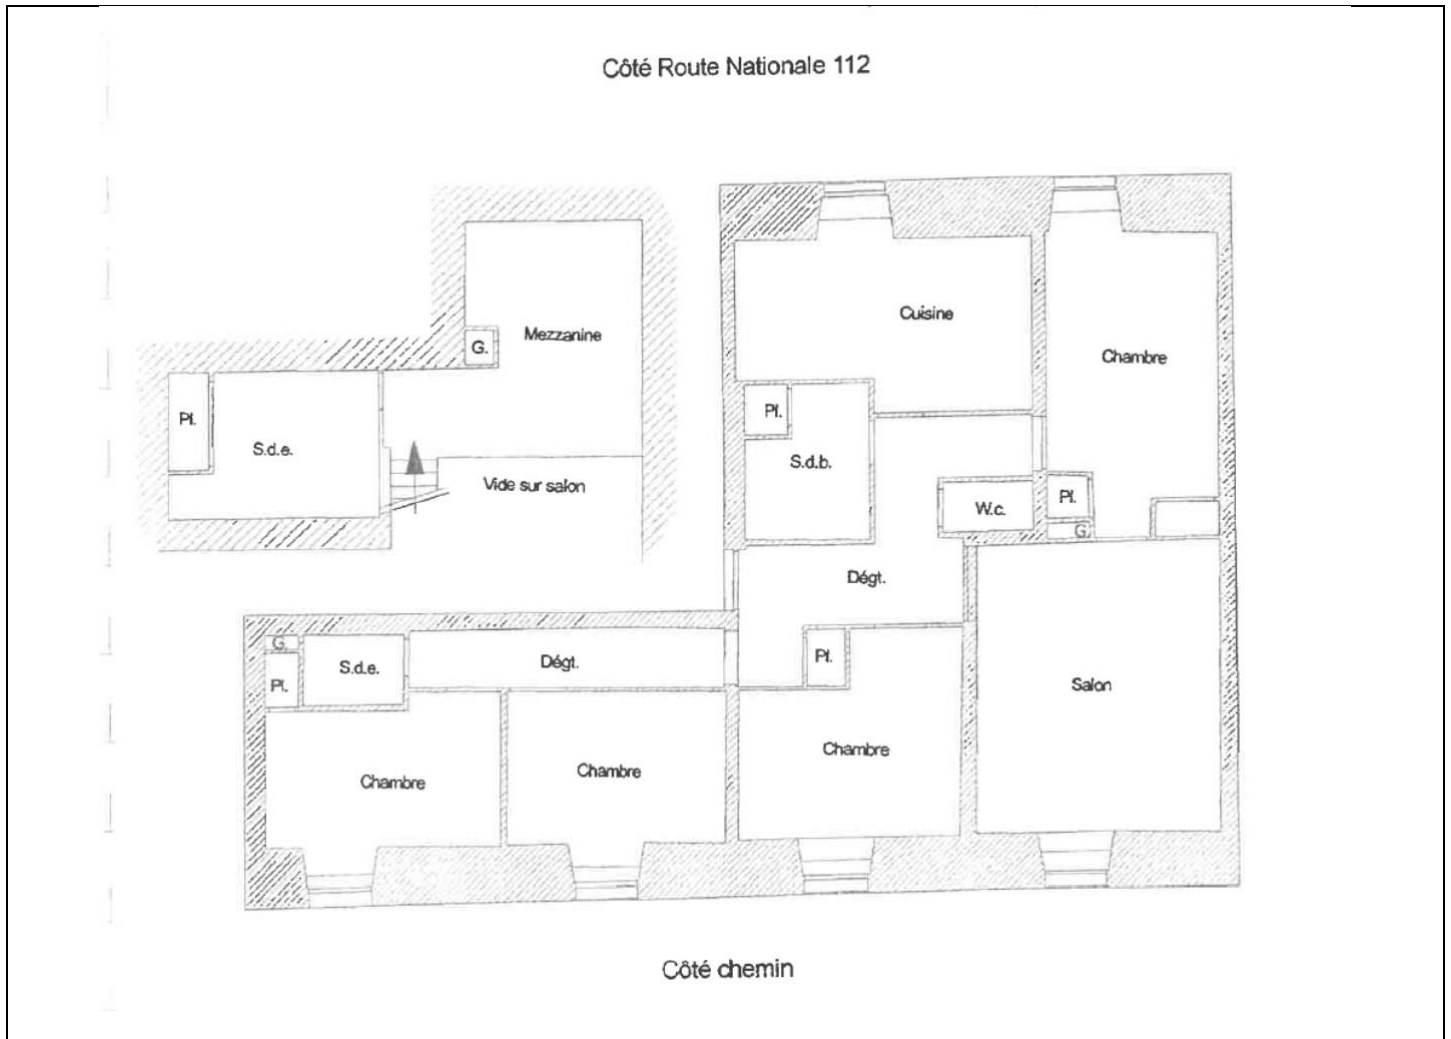 Côté Route Nationale 112
Mezzanine
G.
Pl.
S.d.e.
Vide sur salon
Cuisine
Chambre
Pl.
S.d.b.
Pl.
W.c.
G.
Dégt.
G.
S.d.e.
Dégt.
Pl.
Pl.
Salon
Chambre
Chambre
Chambre
Côté chemin